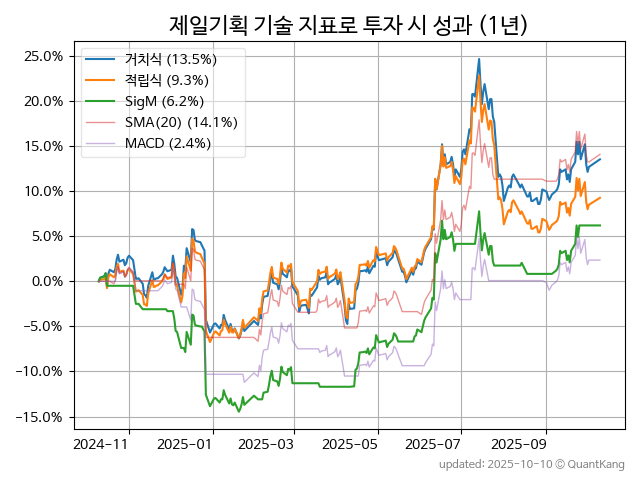 제일기획 기술 지표로 투자 시 성과 (1년)
25.0%
20.0%
15.0%
10.0%
5.0%
0.0%
−5.0%
−10.0%
−15.0%
거치식 (13.5%)
적립식 (9.3%)
SigM (6.2%)
SMA(20) (14.1%)
MACD (2.4%)
2024-11
2025-01
2025-03
2025-05
2025-07
2025-09
updated: 2025-10-10 © QuantKang